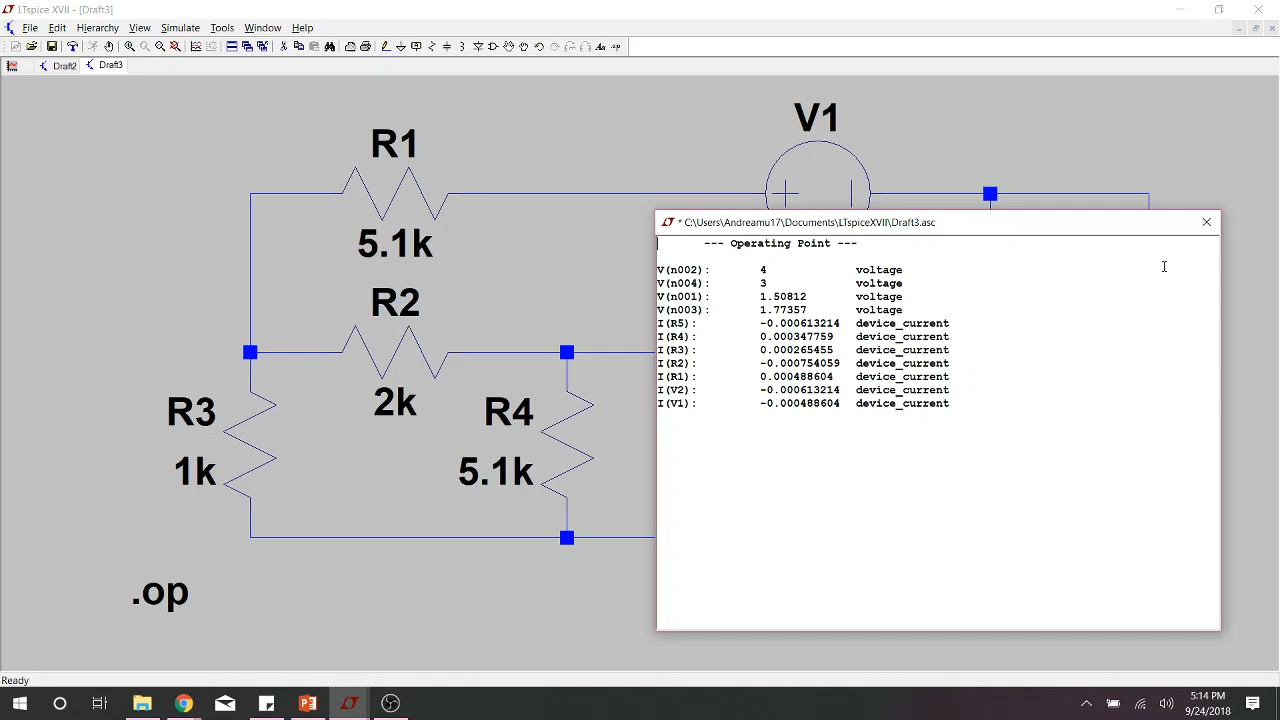 LTspice XVII - [Draft3]
File Edit Hierarchy View Simulate Tools Window Help
Draft2 Draft3
R1
5.1k
V1
R2
2k
R3
1k
R4
5.1k
.op
* C:\Users\Andreamu17\Documents\LTspiceXVII\Draft3.asc
--- Operating Point ---
V(n002): 4 voltage
V(n004): 3 voltage
V(n001): 1.50812 voltage
V(n003): 1.77357 voltage
I(R5): -0.000613214 device_current
I(R4): 0.000347759 device_current
I(R3): 0.000265455 device_current
I(R2): -0.000754059 device_current
I(R1): 0.000488604 device_current
I(V2): -0.000613214 device_current
I(V1): -0.000488604 device_current
Ready
5:14 PM
9/24/2018